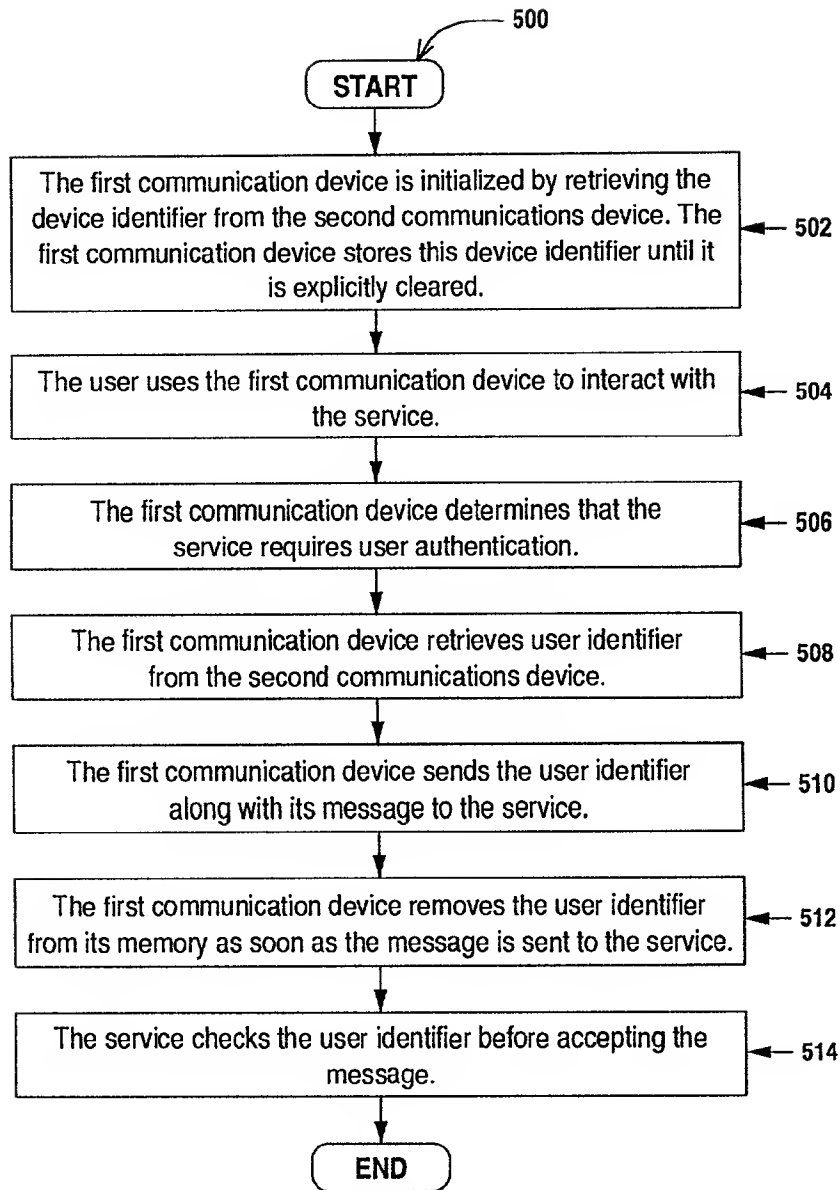 500
START
The first communication device is initialized by retrieving the
device identifier from the second communications device. The
first communication device stores this device identifier until it
is explicitly cleared.
502
The user uses the first communication device to interact with
the service.
504
The first communication device determines that the
service requires user authentication.
506
The first communication device retrieves user identifier
from the second communications device.
508
The first communication device sends the user identifier
along with its message to the service.
510
The first communication device removes the user identifier
from its memory as soon as the message is sent to the service.
512
The service checks the user identifier before accepting the
message.
514
END